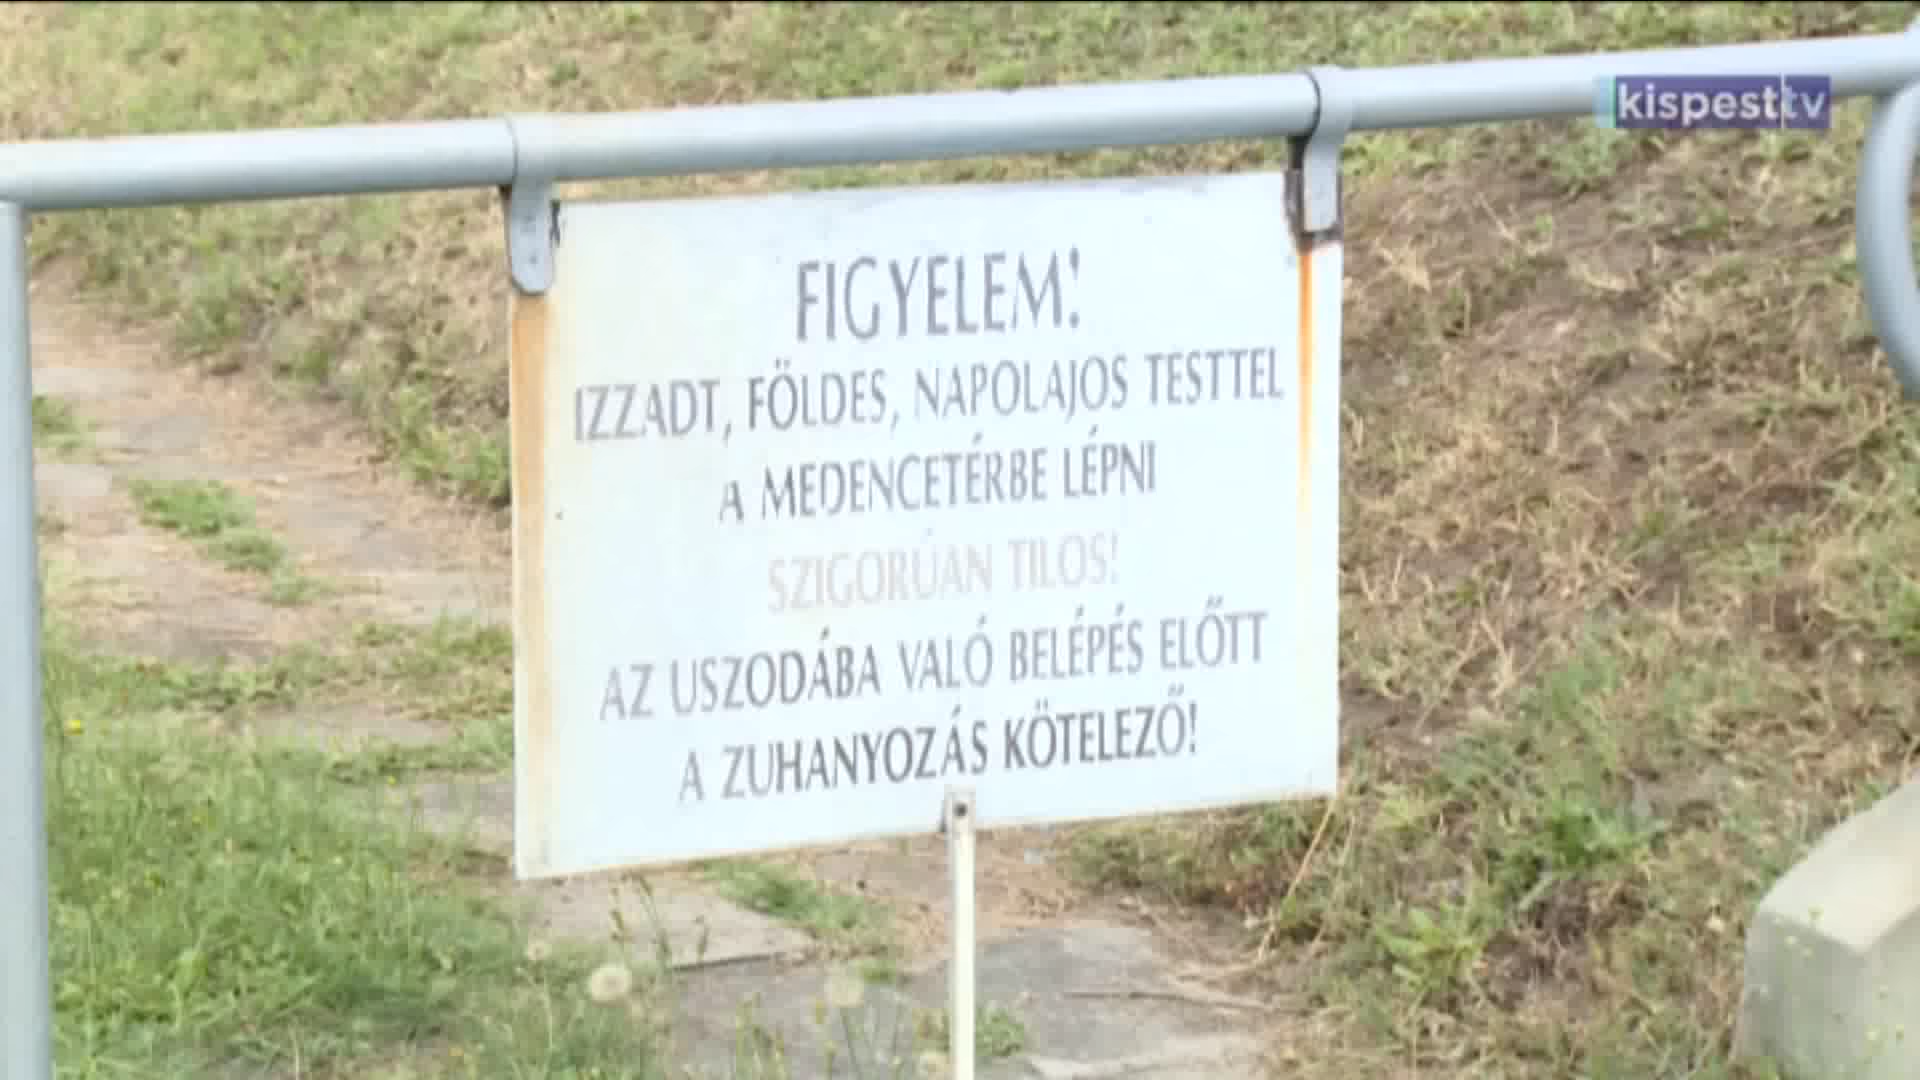 kispesttv
FIGYELEM!
IZZADT, FÖLDES, NAPOLAJOS TESTTEL
A MEDENCETÉRBE LÉPNI
SZIGORÚAN TILOS!
AZ USZODÁBA VALÓ BELÉPÉS ELŐTT
A ZUHANYOZÁS KÖTELEZŐ!